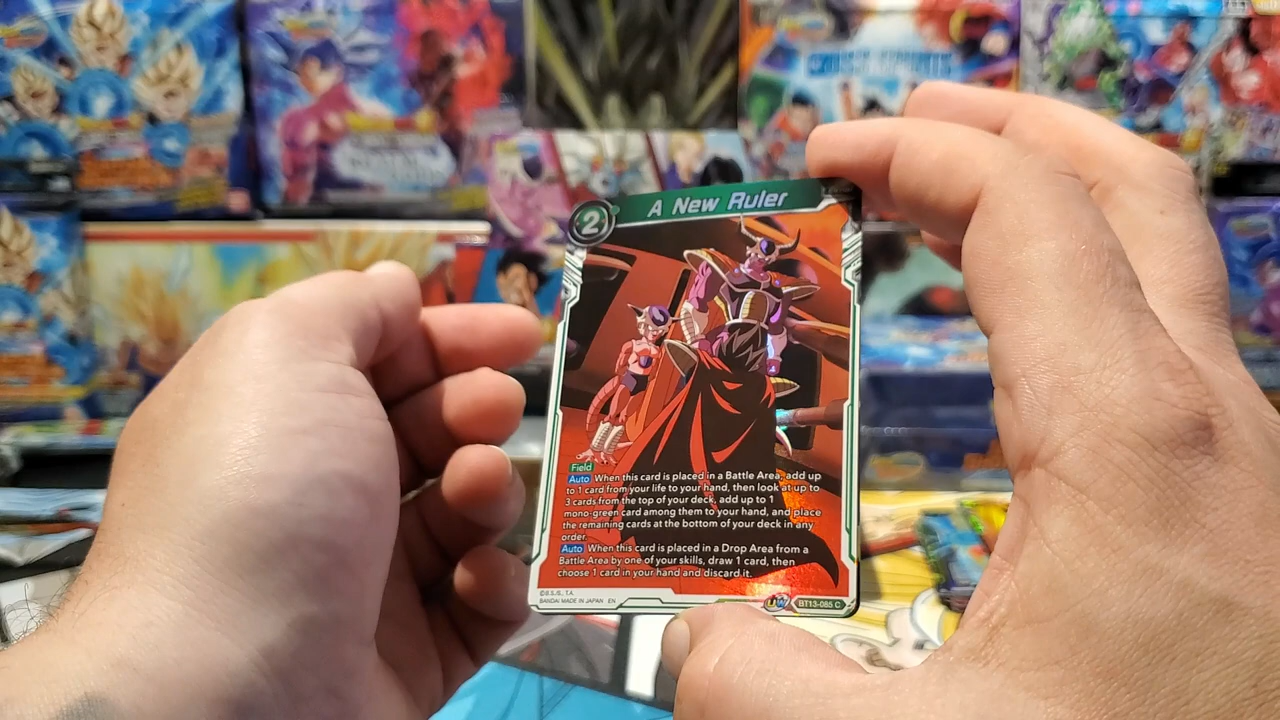 2
A New Ruler
Field
Auto When this card is placed in a Battle Area, add up
to 1 card from your life to your hand, then look at up to
3 cards from the top of your deck, add up to 1
mono-green card among them to your hand, and place
the remaining cards at the bottom of your deck in any
order.
Auto When this card is placed in a Drop Area from a
Battle Area by one of your skills, draw 1 card, then
choose 1 card in your hand and discard it.
©B.S./S., T.A.
BANDAI MADE IN JAPAN EN
UW
BT13-085 C